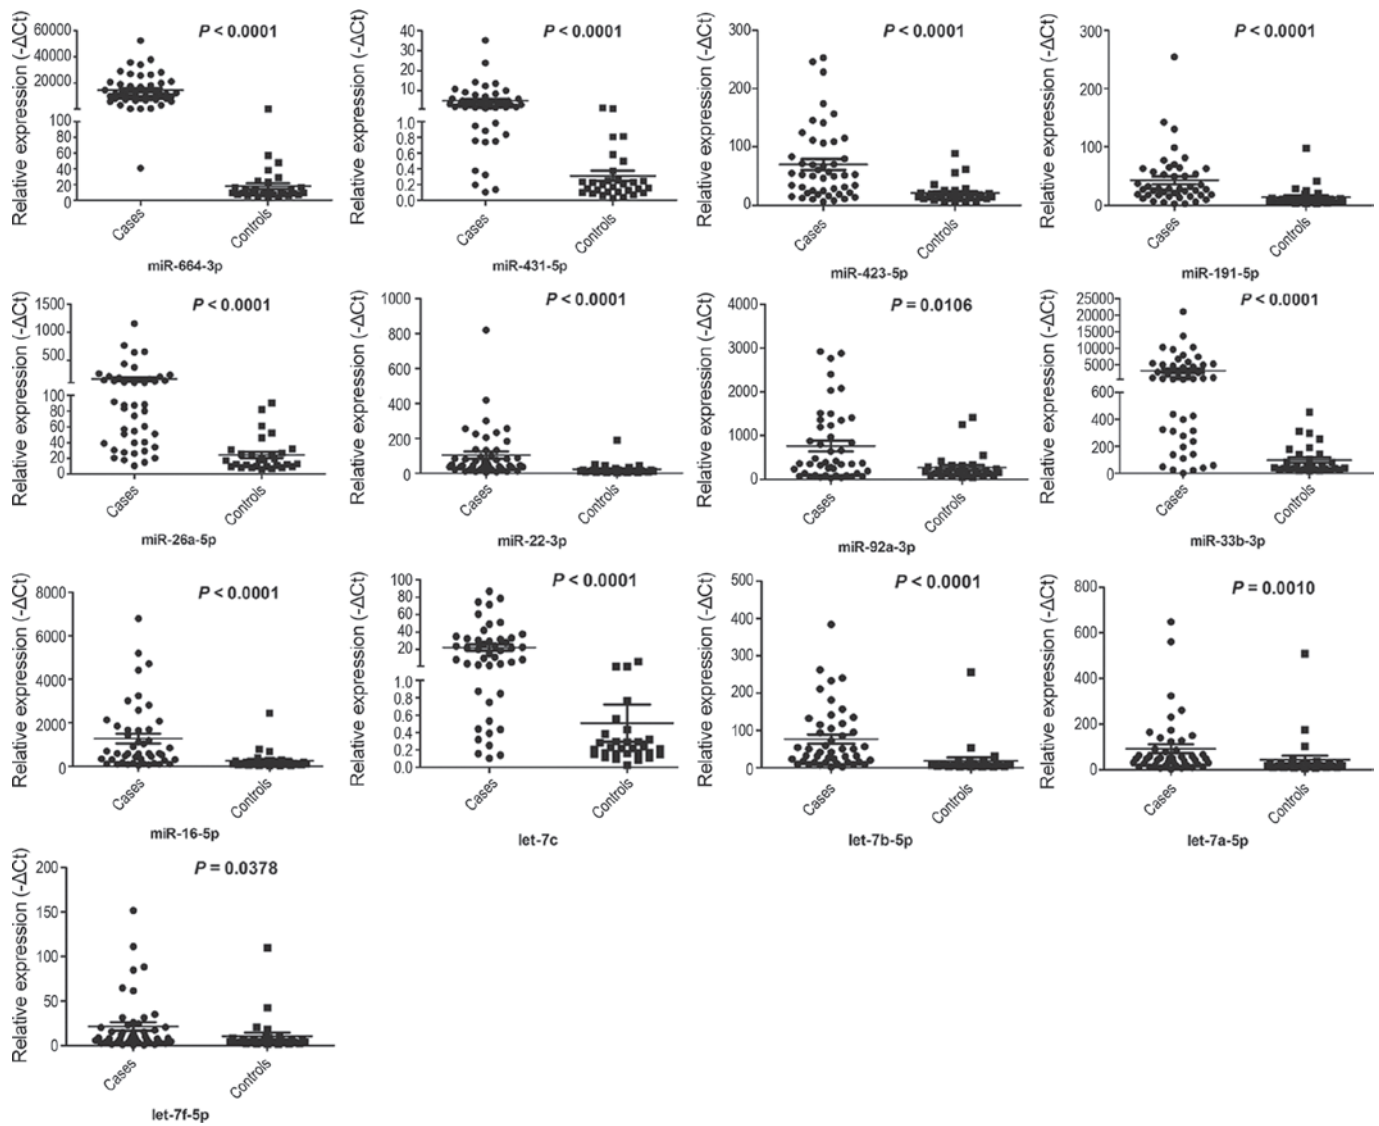 Relative expression (-ΔCt)
60000
40000
20000
100
80
60
40
20
0
P < 0.0001
Cases
Controls
miR-664-3p
Relative expression (-ΔCt)
40
30
20
10
1.0
0.8
0.6
0.4
0.2
0.0
P < 0.0001
Cases
Controls
miR-431-5p
Relative expression (-ΔCt)
300
200
100
0
P < 0.0001
Cases
Controls
miR-423-5p
Relative expression (-ΔCt)
300
200
100
0
P < 0.0001
Cases
Controls
miR-191-5p
Relative expression (-ΔCt)
1500
1000
500
100
80
60
40
20
0
P < 0.0001
Cases
Controls
miR-26a-5p
Relative expression (-ΔCt)
1000
800
600
400
200
0
P < 0.0001
Cases
Controls
miR-22-3p
Relative expression (-ΔCt)
4000
3000
2000
1000
0
P = 0.0106
Cases
Controls
miR-92a-3p
Relative expression (-ΔCt)
25000
20000
15000
10000
5000
600
400
200
0
P < 0.0001
Cases
Controls
miR-33b-3p
Relative expression (-ΔCt)
8000
6000
4000
2000
0
P < 0.0001
Cases
Controls
miR-16-5p
Relative expression (-ΔCt)
100
80
60
40
20
1.0
0.8
0.6
0.4
0.2
0.0
P < 0.0001
Cases
Controls
let-7c
Relative expression (-ΔCt)
500
400
300
200
100
0
P < 0.0001
Cases
Controls
let-7b-5p
Relative expression (-ΔCt)
800
600
400
200
0
P = 0.0010
Cases
Controls
let-7a-5p
Relative expression (-ΔCt)
200
150
100
50
0
P = 0.0378
Cases
Controls
let-7f-5p